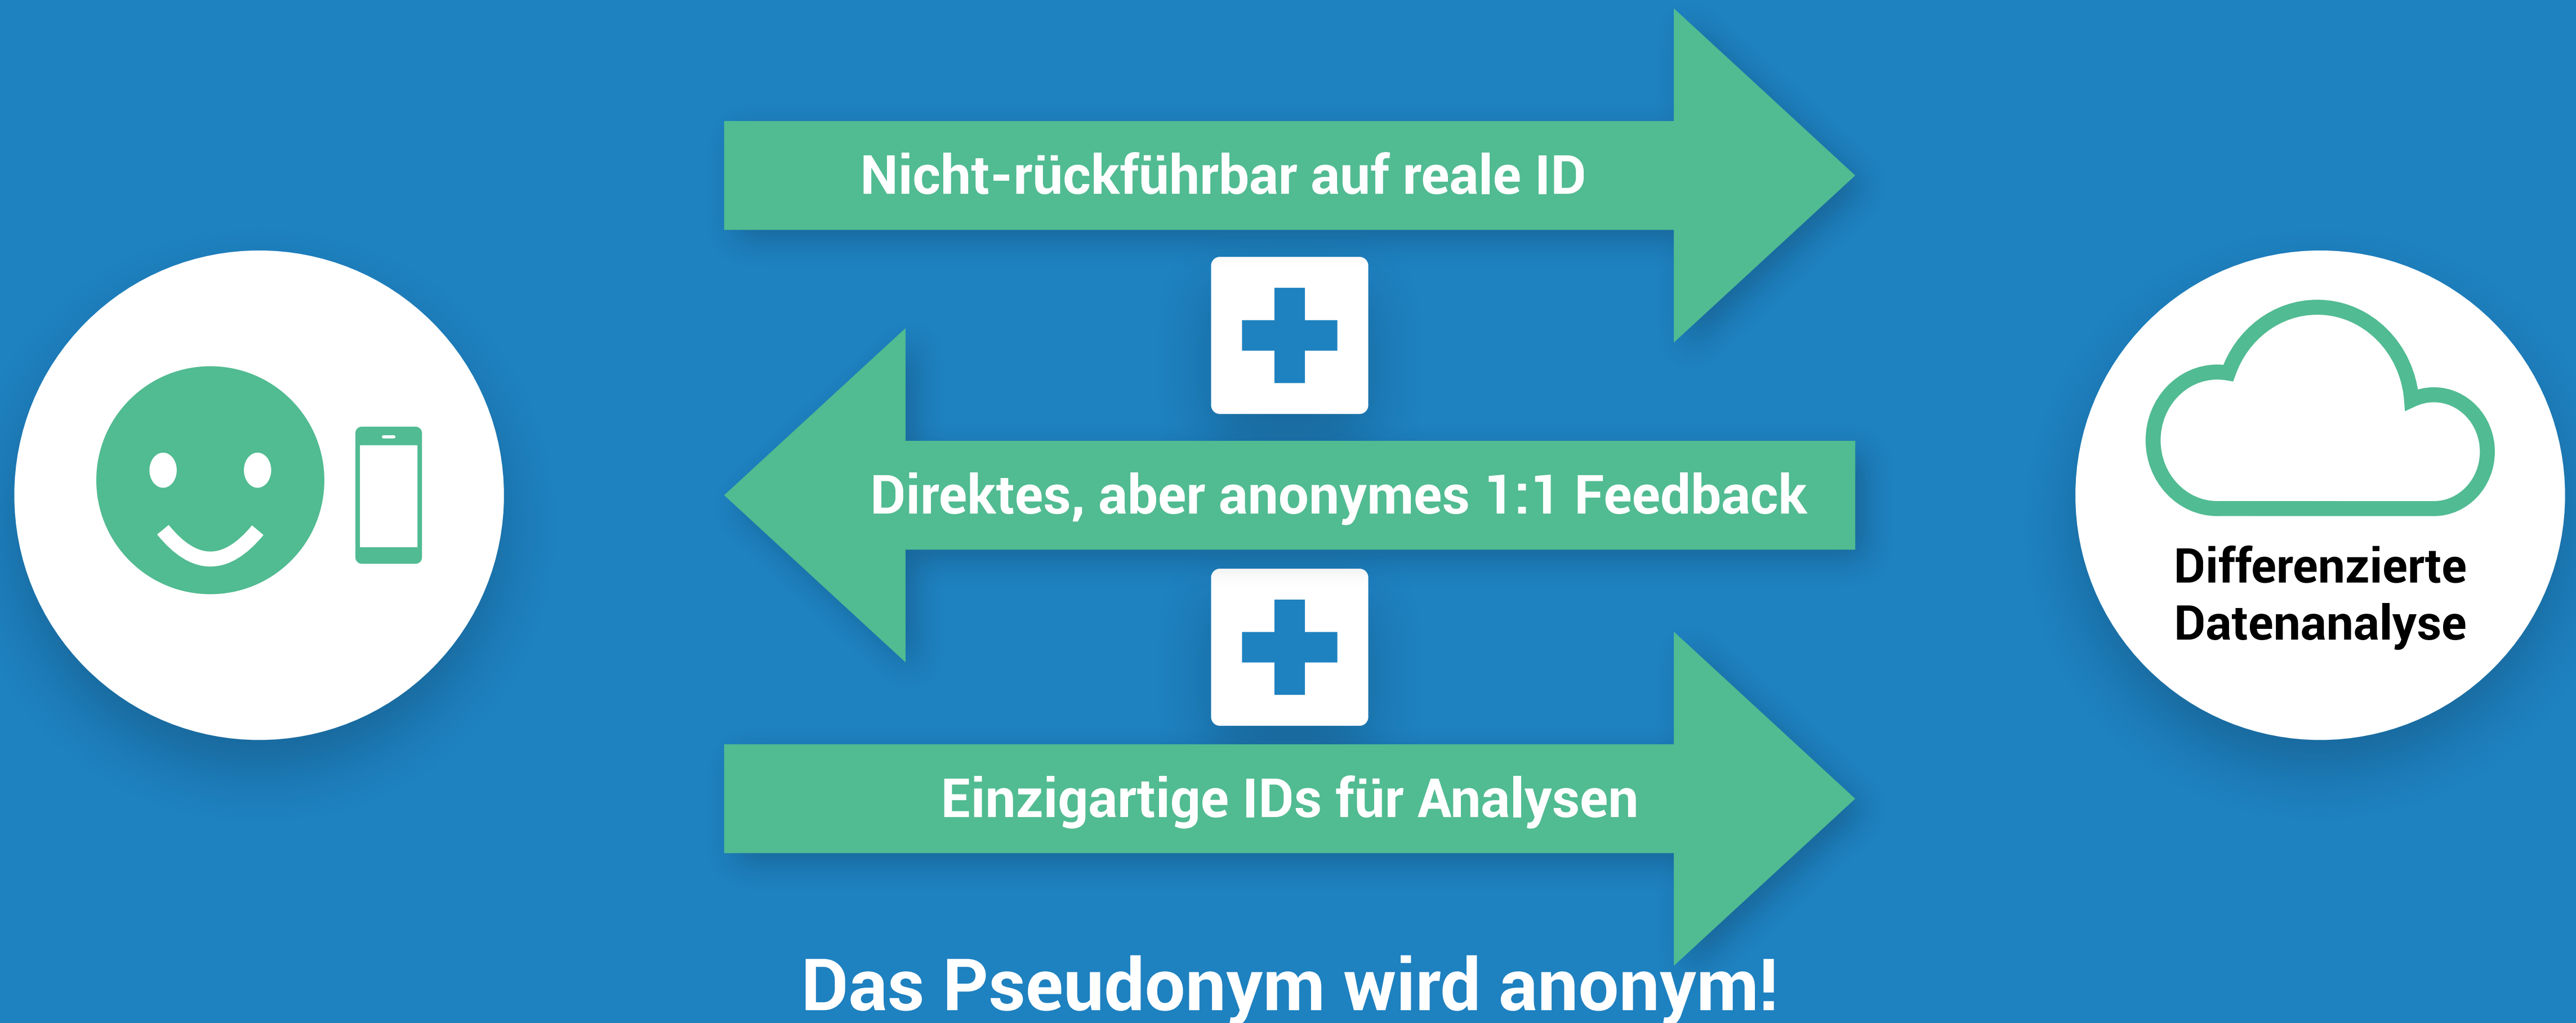 Nicht-rückführbar auf reale ID
Direktes, aber anonymes 1:1 Feedback
Differenzierte
Datenanalyse
Einzigartige IDs für Analysen
Das Pseudonym wird anonym!